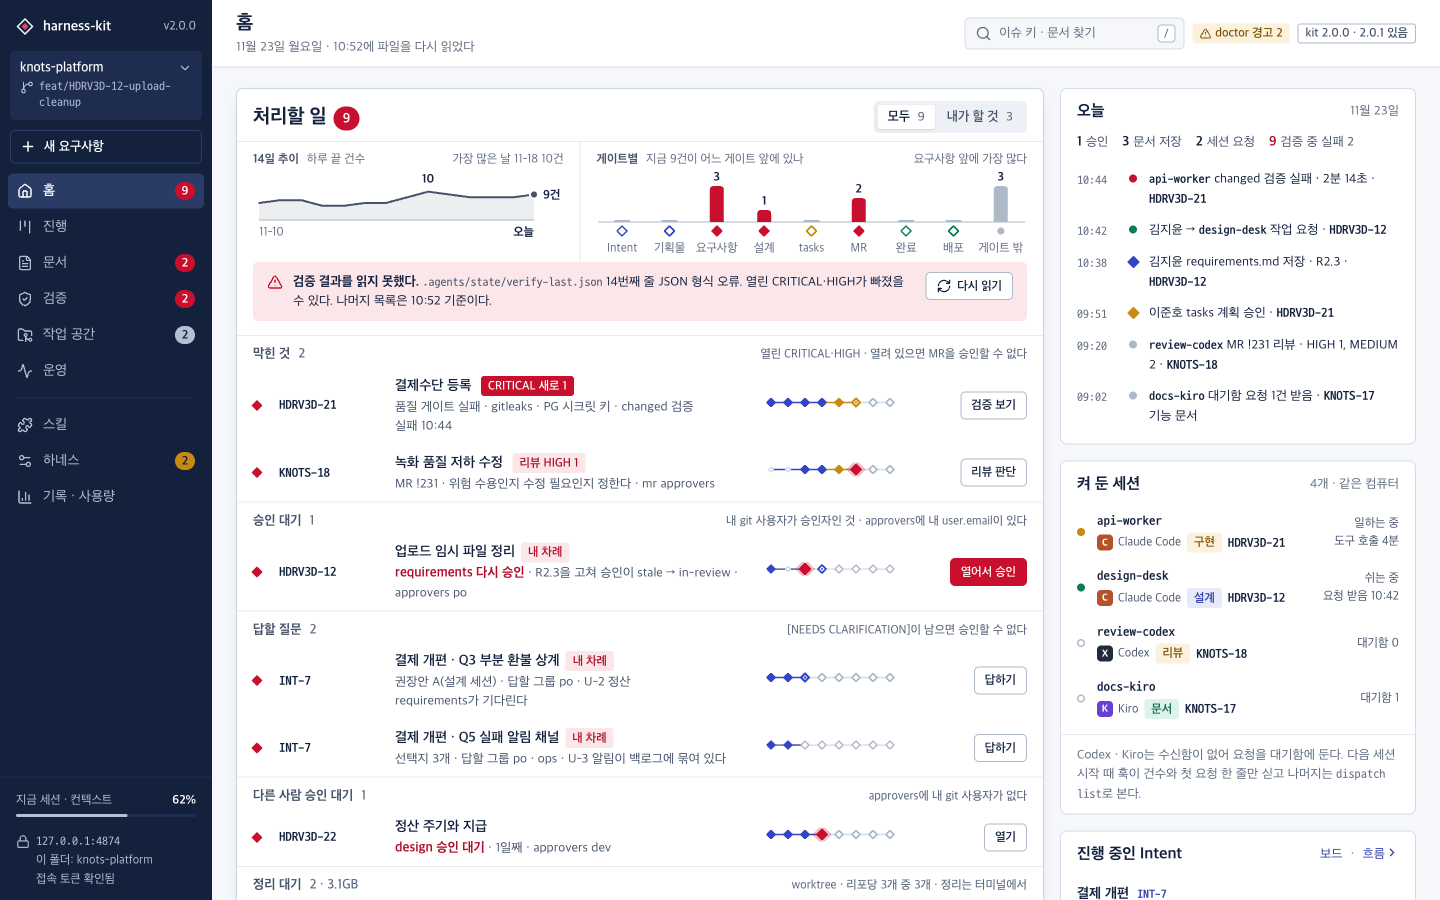 harness-kit v2.0.0
knots-platform
feat/HDRV3D-12-upload-
cleanup
새 요구사항
홈 9
진행
문서 2
검증 2
작업 공간 2
운영
스킬
하네스 2
기록 · 사용량
지금 세션 · 컨텍스트 62%
127.0.0.1:4874
이 폴더: knots-platform
접속 토큰 확인됨
홈
11월 23일 월요일 · 10:52에 파일을 다시 읽었다
이슈 키 · 문서 찾기 /
doctor 경고 2
kit 2.0.0 · 2.0.1 있음
처리할 일 9
모두 9 내가 할 것 3
14일 추이 하루 끝 건수 가장 많은 날 11-18 10건
10
9건
11-10 오늘
게이트별 지금 9건이 어느 게이트 앞에 있나 요구사항 앞에 가장 많다
3 1 2 3
Intent 기획물 요구사항 설계 tasks MR 완료 배포 게이트 밖
검증 결과를 읽지 못했다. .agents/state/verify-last.json 14번째 줄 JSON 형식 오류. 열린 CRITICAL·HIGH가 빠졌을
수 있다. 나머지 목록은 10:52 기준이다.
다시 읽기
막힌 것 2 열린 CRITICAL·HIGH · 열려 있으면 MR을 승인할 수 없다
HDRV3D-21
결제수단 등록 CRITICAL 새로 1
품질 게이트 실패 · gitleaks · PG 시크릿 키 · changed 검증
실패 10:44
검증 보기
KNOTS-18
녹화 품질 저하 수정 리뷰 HIGH 1
MR !231 · 위험 수용인지 수정 필요인지 정한다 · mr approvers
리뷰 판단
승인 대기 1 내 git 사용자가 승인자인 것 · approvers에 내 user.email이 있다
HDRV3D-12
업로드 임시 파일 정리 내 차례
requirements 다시 승인 · R2.3을 고쳐 승인이 stale → in-review ·
approvers po
열어서 승인
답할 질문 2 [NEEDS CLARIFICATION]이 남으면 승인할 수 없다
INT-7
결제 개편 · Q3 부분 환불 상계 내 차례
권장안 A(설계 세션) · 답할 그룹 po · U-2 정산
requirements가 기다린다
답하기
INT-7
결제 개편 · Q5 실패 알림 채널 내 차례
선택지 3개 · 답할 그룹 po · ops · U-3 알림이 백로그에 묶여 있다
답하기
다른 사람 승인 대기 1 approvers에 내 git 사용자가 없다
HDRV3D-22
정산 주기와 지급
design 승인 대기 · 1일째 · approvers dev
열기
정리 대기 2 · 3.1GB worktree · 리포당 3개 중 3개 · 정리는 터미널에서
오늘 11월 23일
1 승인 3 문서 저장 2 세션 요청 9 검증 중 실패 2
10:44 api-worker changed 검증 실패 · 2분 14초 ·
HDRV3D-21
10:42 김지윤 → design-desk 작업 요청 · HDRV3D-12
10:38 김지윤 requirements.md 저장 · R2.3 ·
HDRV3D-12
09:51 이준호 tasks 계획 승인 · HDRV3D-21
09:20 review-codex MR !231 리뷰 · HIGH 1, MEDIUM
2 · KNOTS-18
09:02 docs-kiro 대기함 요청 1건 받음 · KNOTS-17
기능 문서
켜 둔 세션 4개 · 같은 컴퓨터
api-worker 일하는 중
C Claude Code 구현 HDRV3D-21 도구 호출 4분
design-desk 쉬는 중
C Claude Code 설계 HDRV3D-12 요청 받음 10:42
review-codex
X Codex 리뷰 KNOTS-18 대기함 0
docs-kiro
K Kiro 문서 KNOTS-17 대기함 1
Codex · Kiro는 수신함이 없어 요청을 대기함에 둔다. 다음 세션
시작 때 훅이 건수와 첫 요청 한 줄만 싣고 나머지는 dispatch
list로 본다.
진행 중인 Intent 보드 · 흐름
결제 개편 INT-7